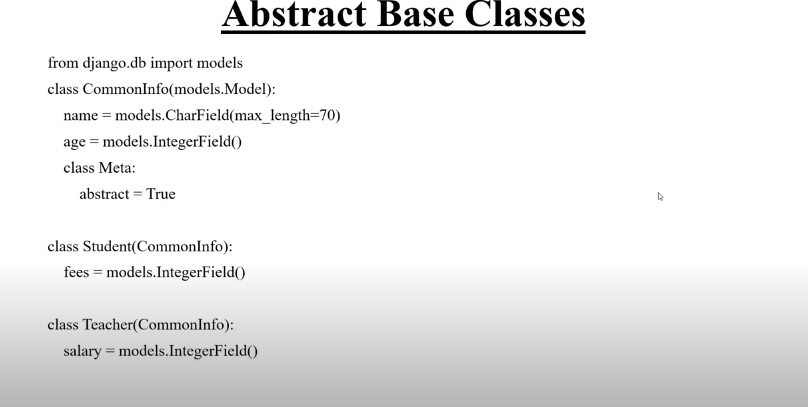 Abstract Base Classes
from django.db import models
class CommonInfo(models.Model):
    name = models.CharField(max_length=70)
    age = models.IntegerField()
    class Meta:
        abstract = True
class Student(CommonInfo):
    fees = models.IntegerField()
class Teacher(CommonInfo):
    salary = models.IntegerField()